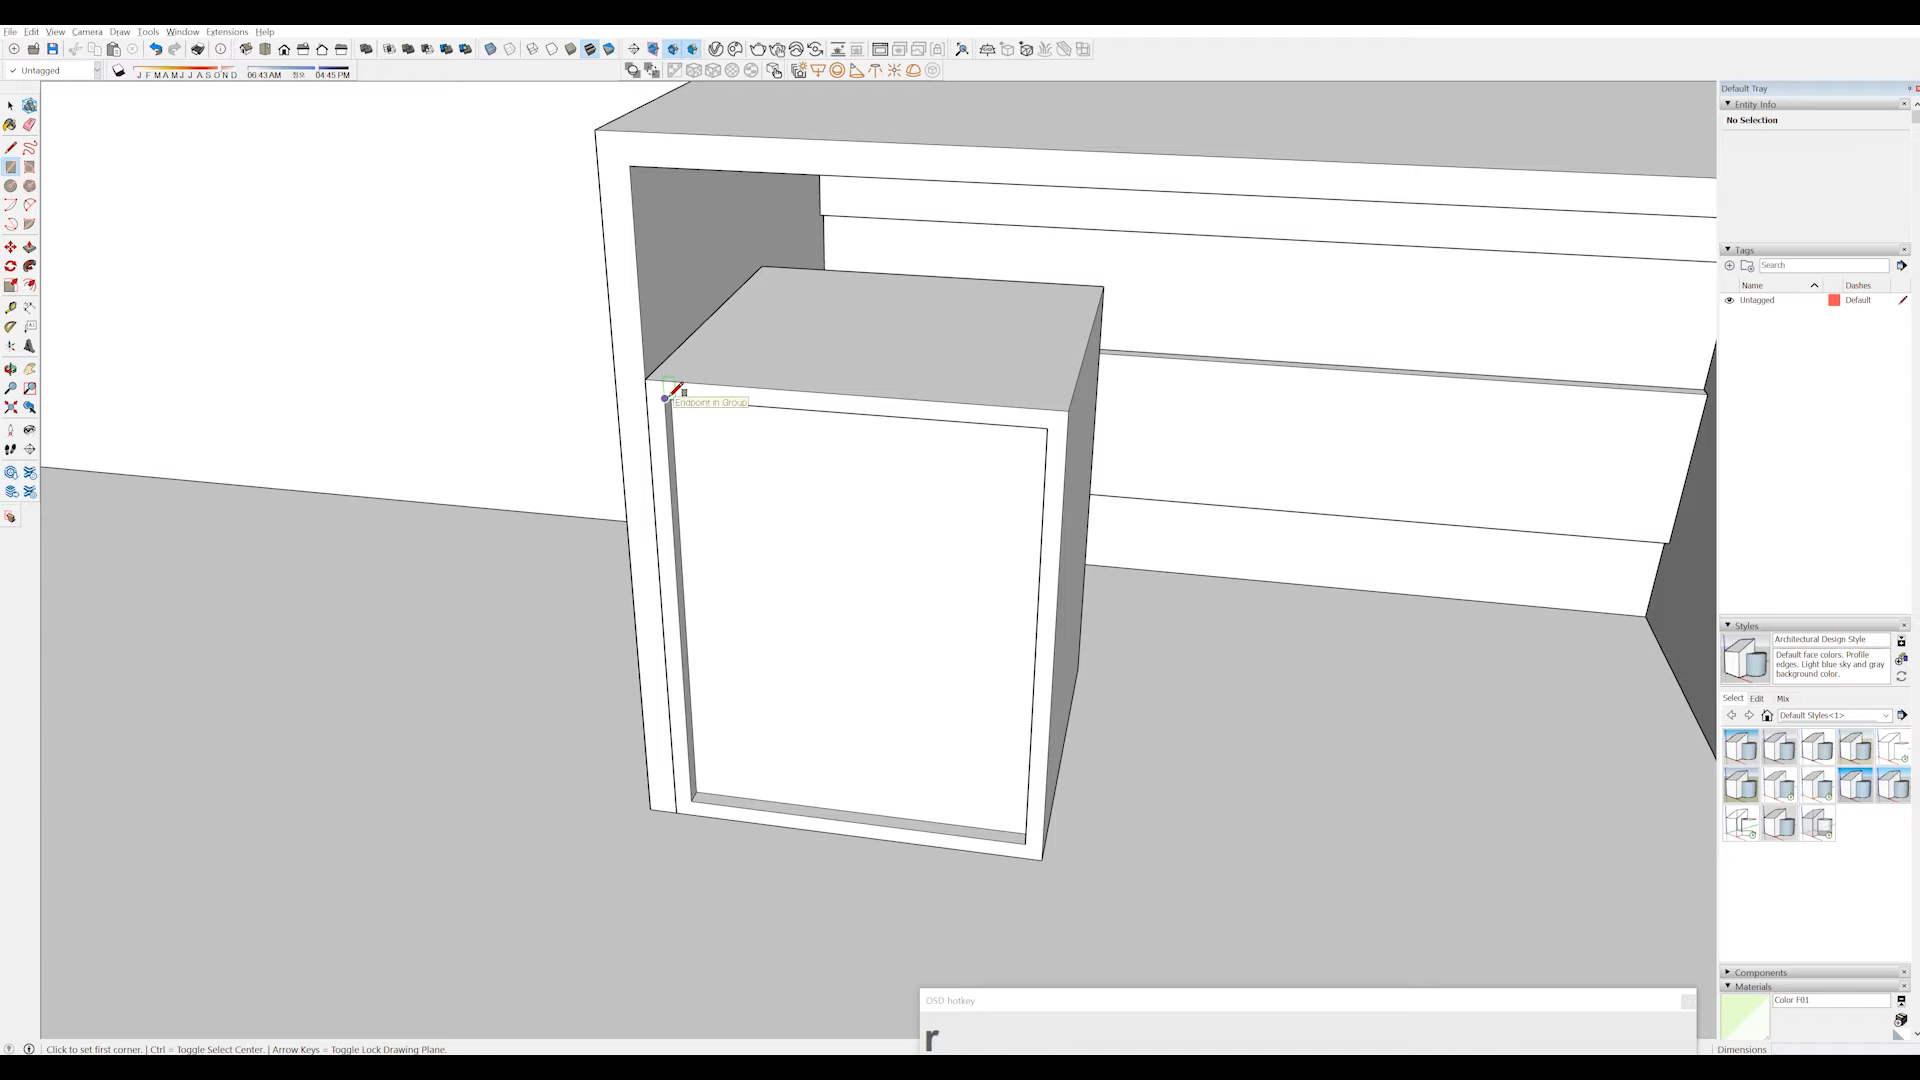 File Edit View Camera Draw Tools Window Extensions Help
Untagged
J F M A M J J A S O N D 06:43 AM 정오 04:45 PM
Default Tray
Entity Info
No Selection
Tags
Search
Name Dashes
Untagged Default
Endpoint in Group
Styles
Architectural Design Style
Default face colors. Profile
edges. Light blue sky and gray
background color.
Select Edit Mix
Default Styles<1>
Components
Materials
Color F01
OSD hotkey
r
Click to set first corner. | Ctrl = Toggle Select Center. | Arrow Keys = Toggle Lock Drawing Plane.
Dimensions